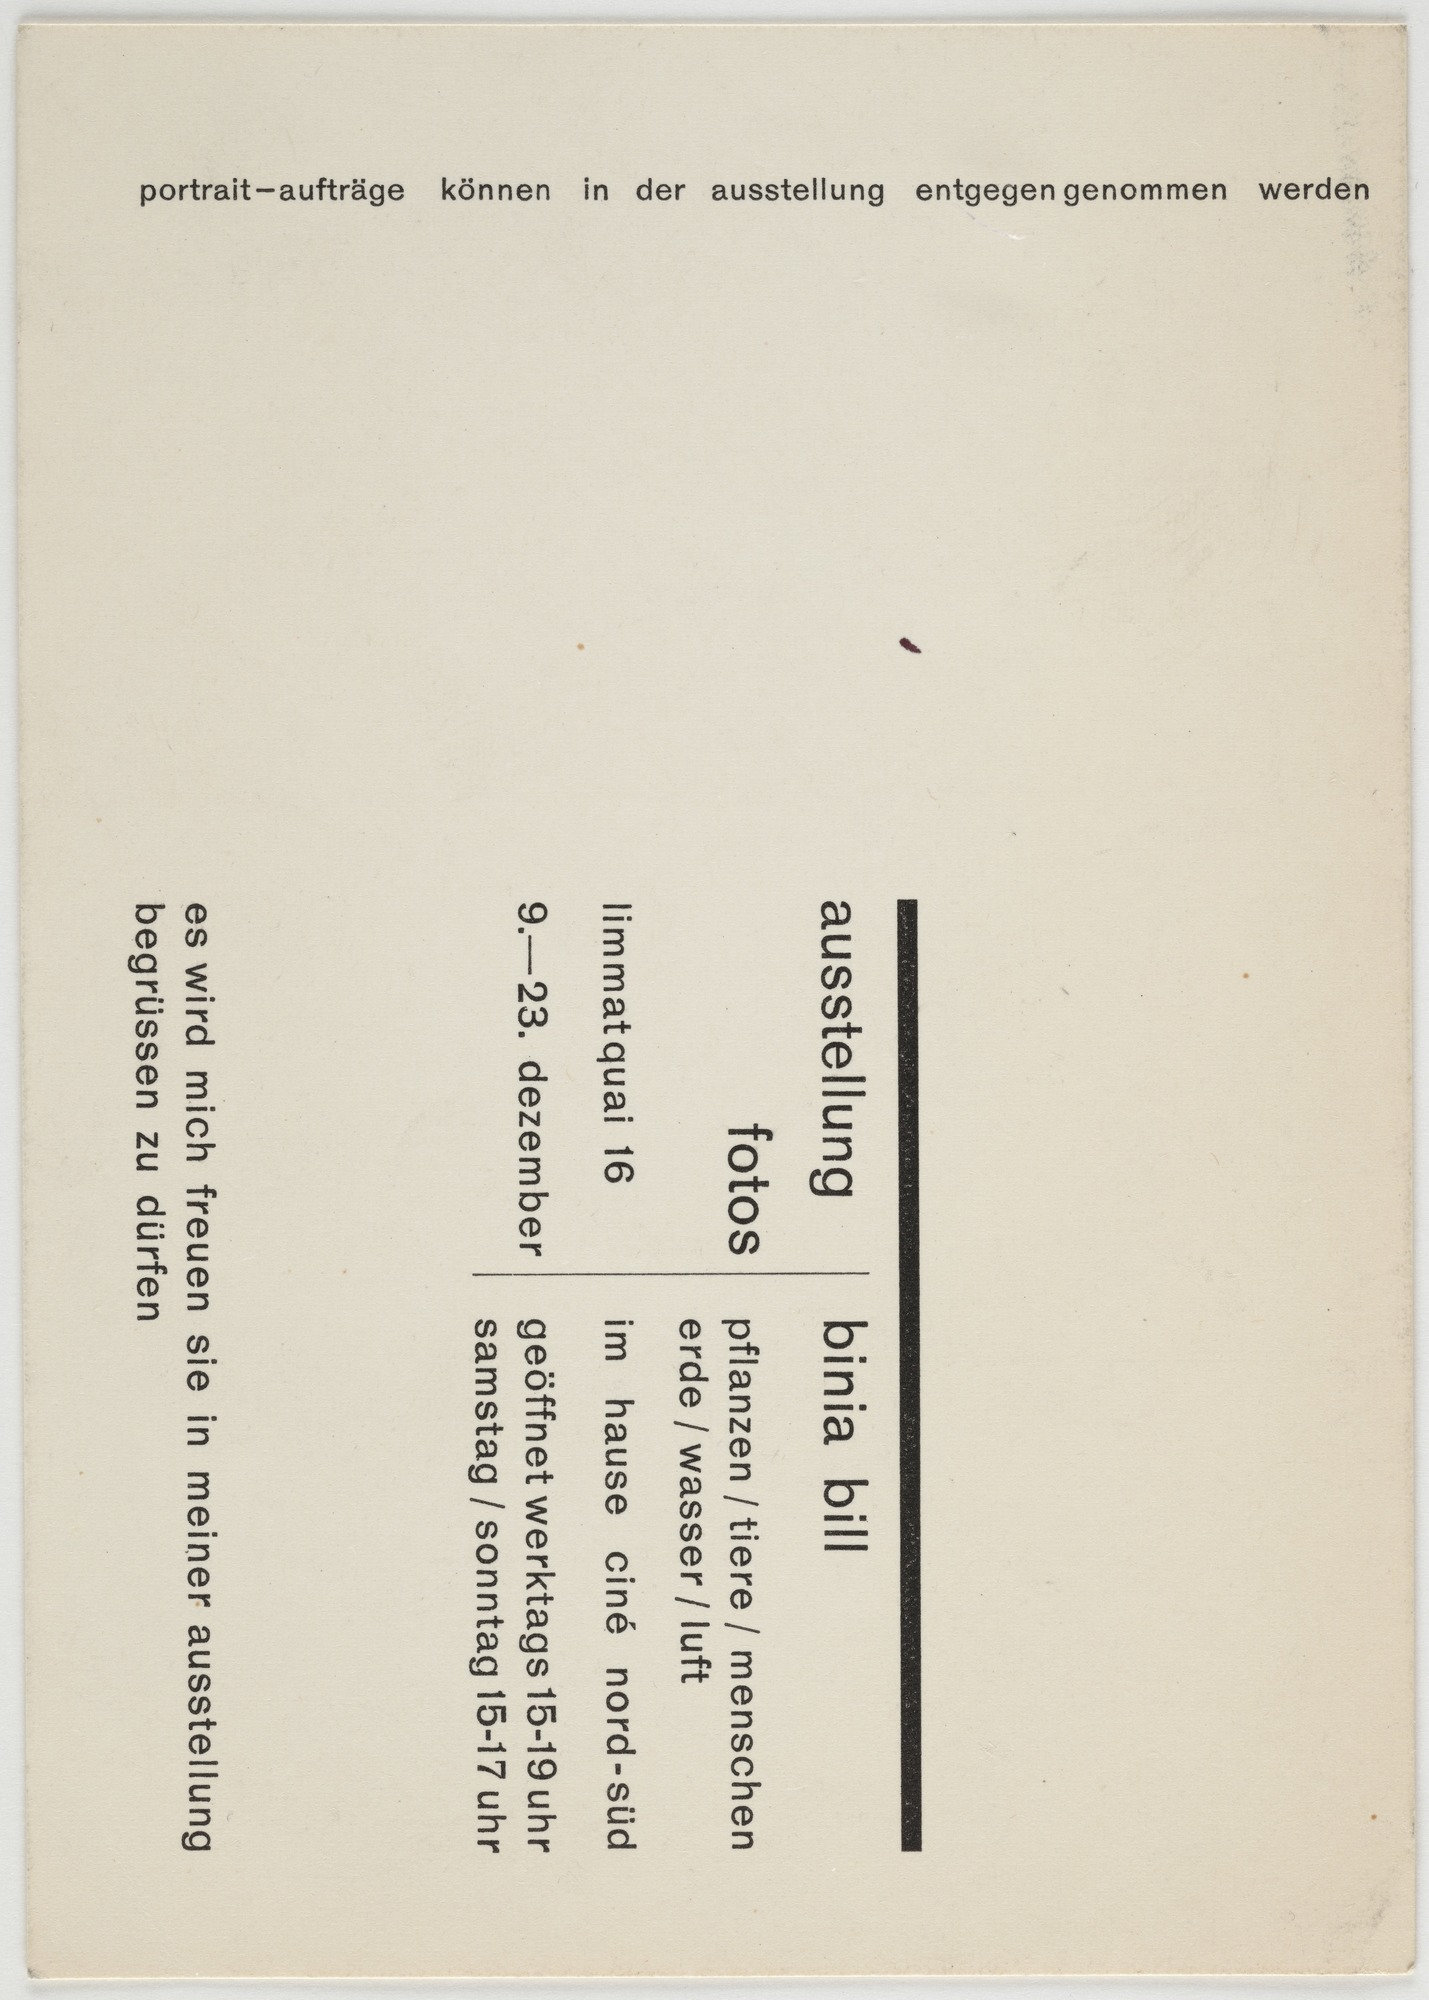 portrait–aufträge können in der ausstellung entgegengenommen werden
ausstellung binia bill
fotos pflanzen / tiere / menschen
erde / wasser / luft
limmatquai 16 im hause ciné nord-süd
9.—23. dezember geöffnet werktags 15-19 uhr
samstag / sonntag 15-17 uhr
es wird mich freuen sie in meiner ausstellung
begrüssen zu dürfen